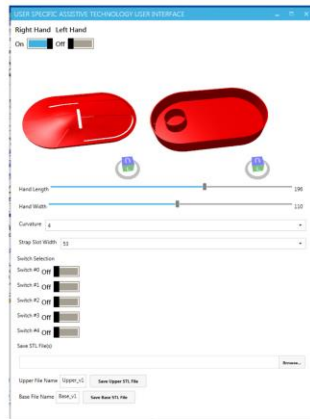 USER SPECIFIC ASSISTIVE TECHNOLOGY USER INTERFACE
Right Hand Left Hand
On Off
Hand Length 196
Hand Width 110
Curvature 4
Strap Slot Width 53
Switch Selection
Switch #0 Off
Switch #1 Off
Switch #2 Off
Switch #3 Off
Switch #4 Off
Save STL File(s)
Browse...
Upper File Name Upper_v1 Save Upper STL File
Base File Name Base_v1 Save Base STL File